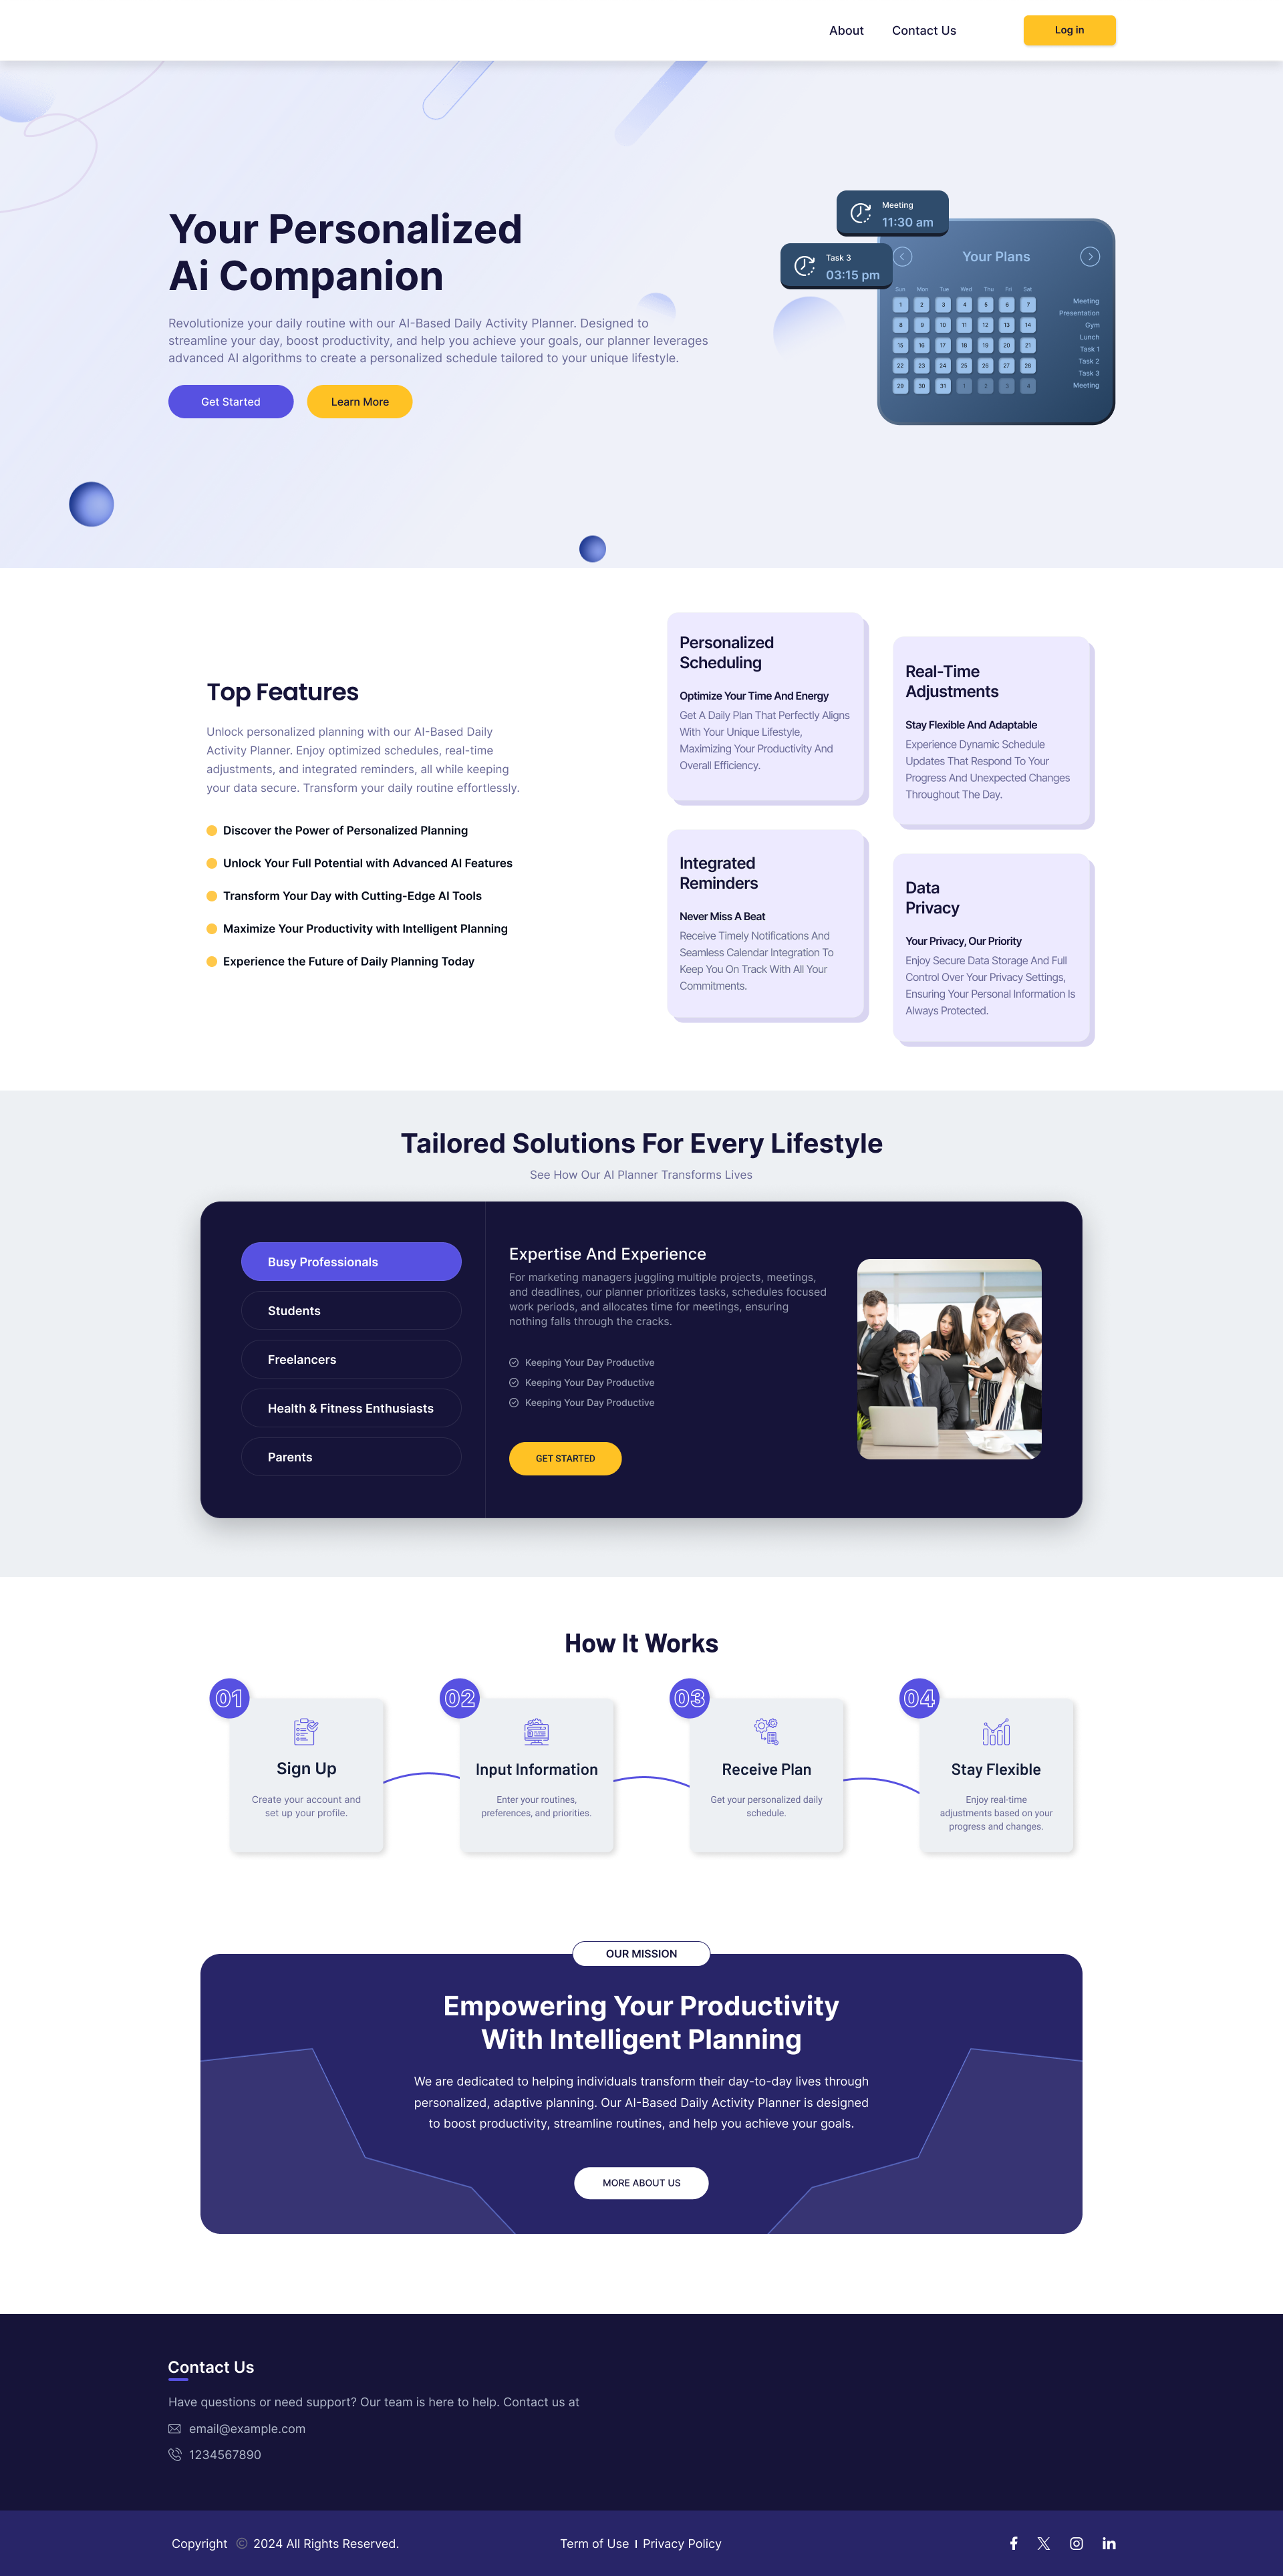 About
Contact Us
Log in
Your Personalized
Ai Companion
Revolutionize your daily routine with our AI-Based Daily Activity Planner. Designed to
streamline your day, boost productivity, and help you achieve your goals, our planner leverages
advanced AI algorithms to create a personalized schedule tailored to your unique lifestyle.
Get Started
Learn More
Meeting
11:30 am
Task 3
03:15 pm
Your Plans
Sun Mon Tue Wed Thu Fri Sat
1 2 3 4 5 6 7
8 9 10 11 12 13 14
15 16 17 18 19 20 21
22 23 24 25 26 27 28
29 30 31 1 2 3 4
Meeting
Presentation
Gym
Lunch
Task 1
Task 2
Task 3
Meeting
Top Features
Unlock personalized planning with our AI-Based Daily
Activity Planner. Enjoy optimized schedules, real-time
adjustments, and integrated reminders, all while keeping
your data secure. Transform your daily routine effortlessly.
Discover the Power of Personalized Planning
Unlock Your Full Potential with Advanced AI Features
Transform Your Day with Cutting-Edge AI Tools
Maximize Your Productivity with Intelligent Planning
Experience the Future of Daily Planning Today
Personalized
Scheduling
Optimize Your Time And Energy
Get A Daily Plan That Perfectly Aligns
With Your Unique Lifestyle,
Maximizing Your Productivity And
Overall Efficiency.
Real-Time
Adjustments
Stay Flexible And Adaptable
Experience Dynamic Schedule
Updates That Respond To Your
Progress And Unexpected Changes
Throughout The Day.
Integrated
Reminders
Never Miss A Beat
Receive Timely Notifications And
Seamless Calendar Integration To
Keep You On Track With All Your
Commitments.
Data
Privacy
Your Privacy, Our Priority
Enjoy Secure Data Storage And Full
Control Over Your Privacy Settings,
Ensuring Your Personal Information Is
Always Protected.
Tailored Solutions For Every Lifestyle
See How Our AI Planner Transforms Lives
Busy Professionals
Students
Freelancers
Health & Fitness Enthusiasts
Parents
Expertise And Experience
For marketing managers juggling multiple projects, meetings,
and deadlines, our planner prioritizes tasks, schedules focused
work periods, and allocates time for meetings, ensuring
nothing falls through the cracks.
Keeping Your Day Productive
Keeping Your Day Productive
Keeping Your Day Productive
GET STARTED
How It Works
01
Sign Up
Create your account and
set up your profile.
02
Input Information
Enter your routines,
preferences, and priorities.
03
Receive Plan
Get your personalized daily
schedule.
04
Stay Flexible
Enjoy real-time
adjustments based on your
progress and changes.
OUR MISSION
Empowering Your Productivity
With Intelligent Planning
We are dedicated to helping individuals transform their day-to-day lives through
personalized, adaptive planning. Our AI-Based Daily Activity Planner is designed
to boost productivity, streamline routines, and help you achieve your goals.
MORE ABOUT US
Contact Us
Have questions or need support? Our team is here to help. Contact us at
email@example.com
1234567890
Copyright © 2024 All Rights Reserved.
Term of Use | Privacy Policy